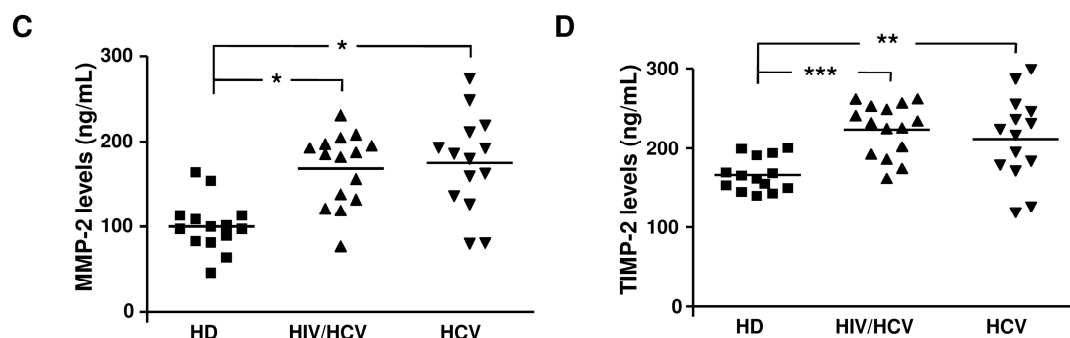 C
*
*
MMP-2 levels (ng/mL)
300
200
100
0
HD
HIV/HCV
HCV
D
**
***
TIMP-2 levels (ng/mL)
300
200
100
0
HD
HIV/HCV
HCV